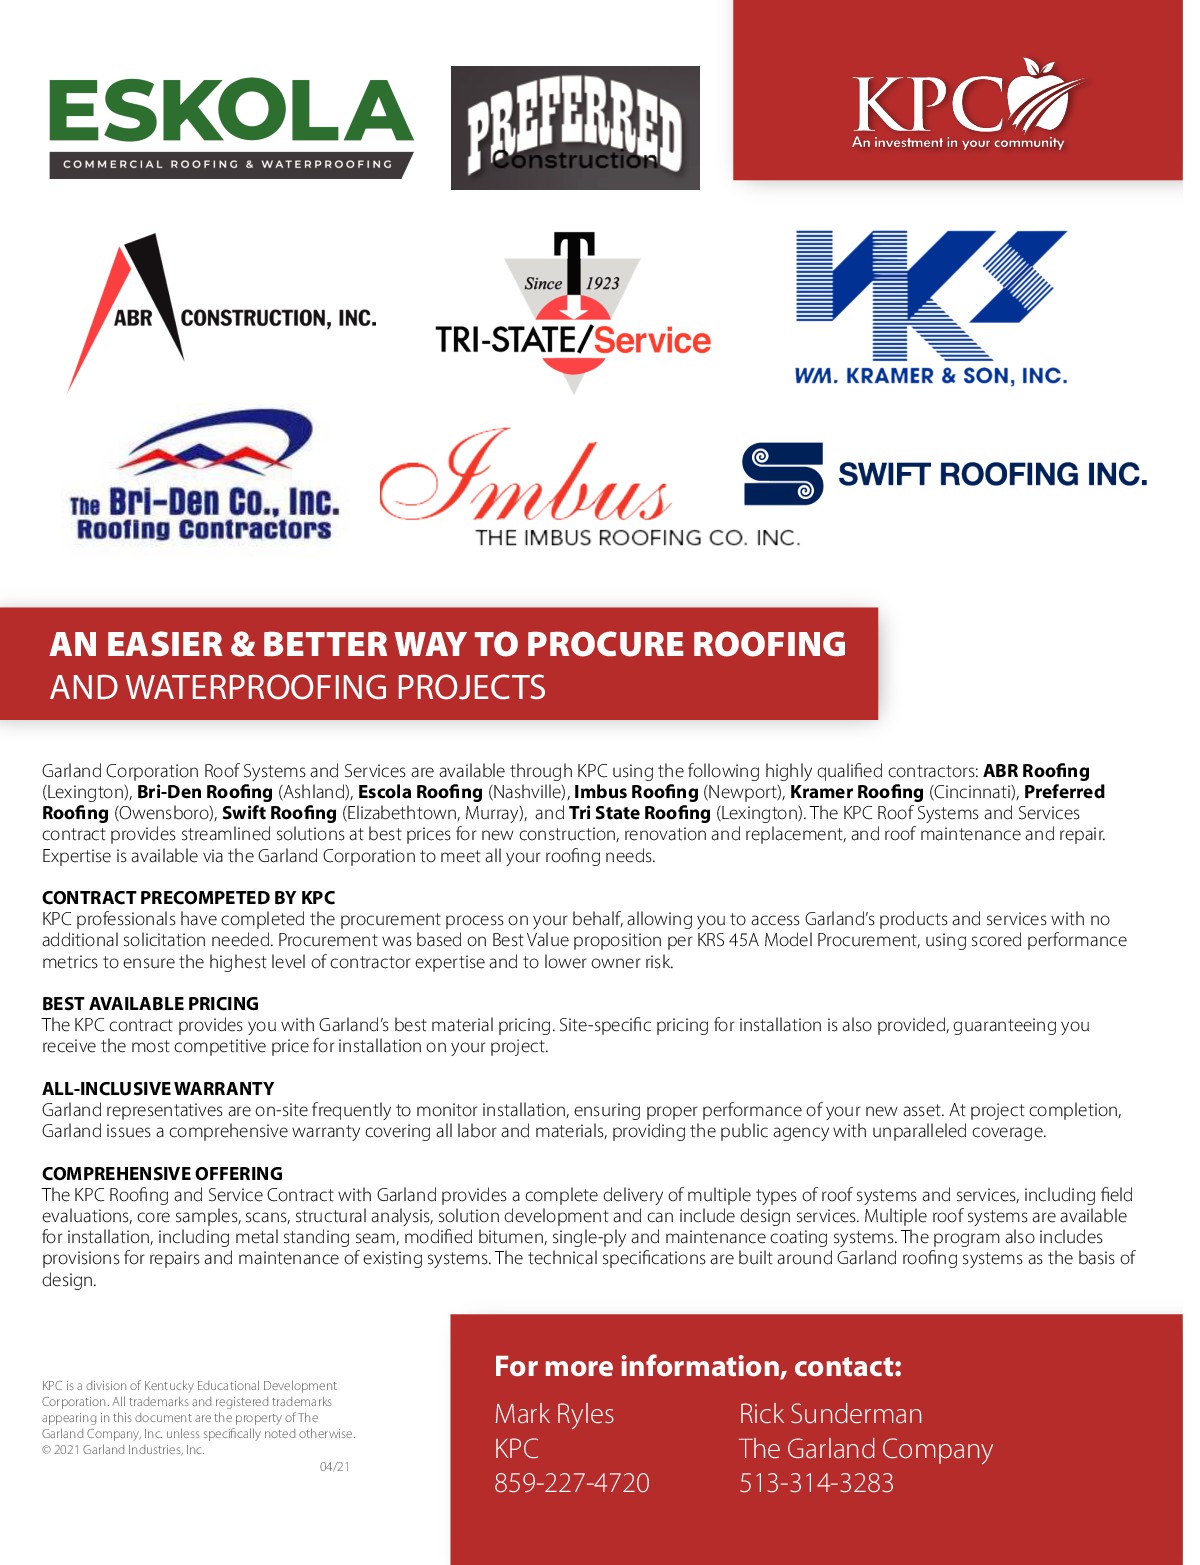 ESKOLA
COMMERCIAL ROOFING & WATERPROOFING
PREFERRED
Construction
KPC
An investment in your community
ABR CONSTRUCTION, INC.
T
Since 1923
TRI-STATE/Service
WKS
WM. KRAMER & SON, INC.
The Bri-Den Co., Inc.
Roofing Contractors
Imbus
THE IMBUS ROOFING CO. INC.
SWIFT ROOFING INC.
AN EASIER & BETTER WAY TO PROCURE ROOFING
AND WATERPROOFING PROJECTS
Garland Corporation Roof Systems and Services are available through KPC using the following highly qualified contractors: ABR Roofing
(Lexington), Bri-Den Roofing (Ashland), Escola Roofing (Nashville), Imbus Roofing (Newport), Kramer Roofing (Cincinnati), Preferred
Roofing (Owensboro), Swift Roofing (Elizabethtown, Murray), and Tri State Roofing (Lexington). The KPC Roof Systems and Services
contract provides streamlined solutions at best prices for new construction, renovation and replacement, and roof maintenance and repair.
Expertise is available via the Garland Corporation to meet all your roofing needs.
CONTRACT PRECOMPETED BY KPC
KPC professionals have completed the procurement process on your behalf, allowing you to access Garland's products and services with no
additional solicitation needed. Procurement was based on Best Value proposition per KRS 45A Model Procurement, using scored performance
metrics to ensure the highest level of contractor expertise and to lower owner risk.
BEST AVAILABLE PRICING
The KPC contract provides you with Garland's best material pricing. Site-specific pricing for installation is also provided, guaranteeing you
receive the most competitive price for installation on your project.
ALL-INCLUSIVE WARRANTY
Garland representatives are on-site frequently to monitor installation, ensuring proper performance of your new asset. At project completion,
Garland issues a comprehensive warranty covering all labor and materials, providing the public agency with unparalleled coverage.
COMPREHENSIVE OFFERING
The KPC Roofing and Service Contract with Garland provides a complete delivery of multiple types of roof systems and services, including field
evaluations, core samples, scans, structural analysis, solution development and can include design services. Multiple roof systems are available
for installation, including metal standing seam, modified bitumen, single-ply and maintenance coating systems. The program also includes
provisions for repairs and maintenance of existing systems. The technical specifications are built around Garland roofing systems as the basis of
design.
KPC is a division of Kentucky Educational Development
Corporation. All trademarks and registered trademarks
appearing in this document are the property of The
Garland Company, Inc. unless specifically noted otherwise.
© 2021 Garland Industries, Inc.
04/21
For more information, contact:
Mark Ryles
KPC
859-227-4720
Rick Sunderman
The Garland Company
513-314-3283